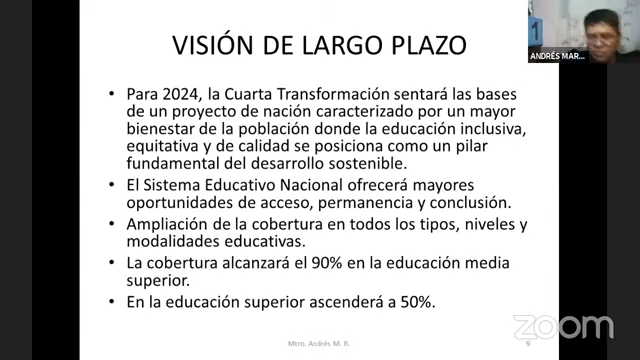 VISIÓN DE LARGO PLAZO
1
ANDRÉS MAR...
• Para 2024, la Cuarta Transformación sentará las bases
de un proyecto de nación caracterizado por un mayor
bienestar de la población donde la educación inclusiva,
equitativa y de calidad se posiciona como un pilar
fundamental del desarrollo sostenible.
• El Sistema Educativo Nacional ofrecerá mayores
oportunidades de acceso, permanencia y conclusión.
• Ampliación de la cobertura en todos los tipos, niveles y
modalidades educativas.
• La cobertura alcanzará el 90% en la educación media
superior.
• En la educación superior ascenderá a 50%.
Mtro. Andrés M. R.
9
zoom